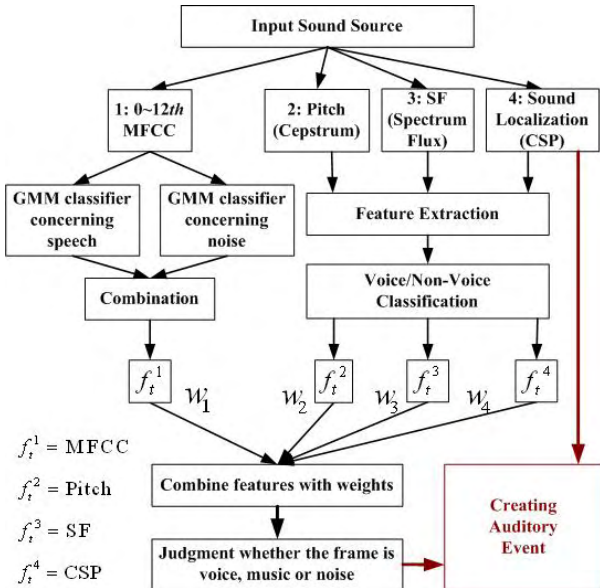 Input Sound Source
1: 0~12th
MFCC
2: Pitch
(Cepstrum)
3: SF
(Spectrum
Flux)
4: Sound
Localization
(CSP)
GMM classifier
concerning
speech
GMM classifier
concerning
noise
Feature Extraction
Combination
Voice/Non-Voice
Classification
f_t^1
f_t^2
f_t^3
f_t^4
w_1
w_2
w_3
w_4
f_t^1 = MFCC
f_t^2 = Pitch
f_t^3 = SF
f_t^4 = CSP
Combine features with weights
Judgment whether the frame is
voice, music or noise
Creating
Auditory
Event